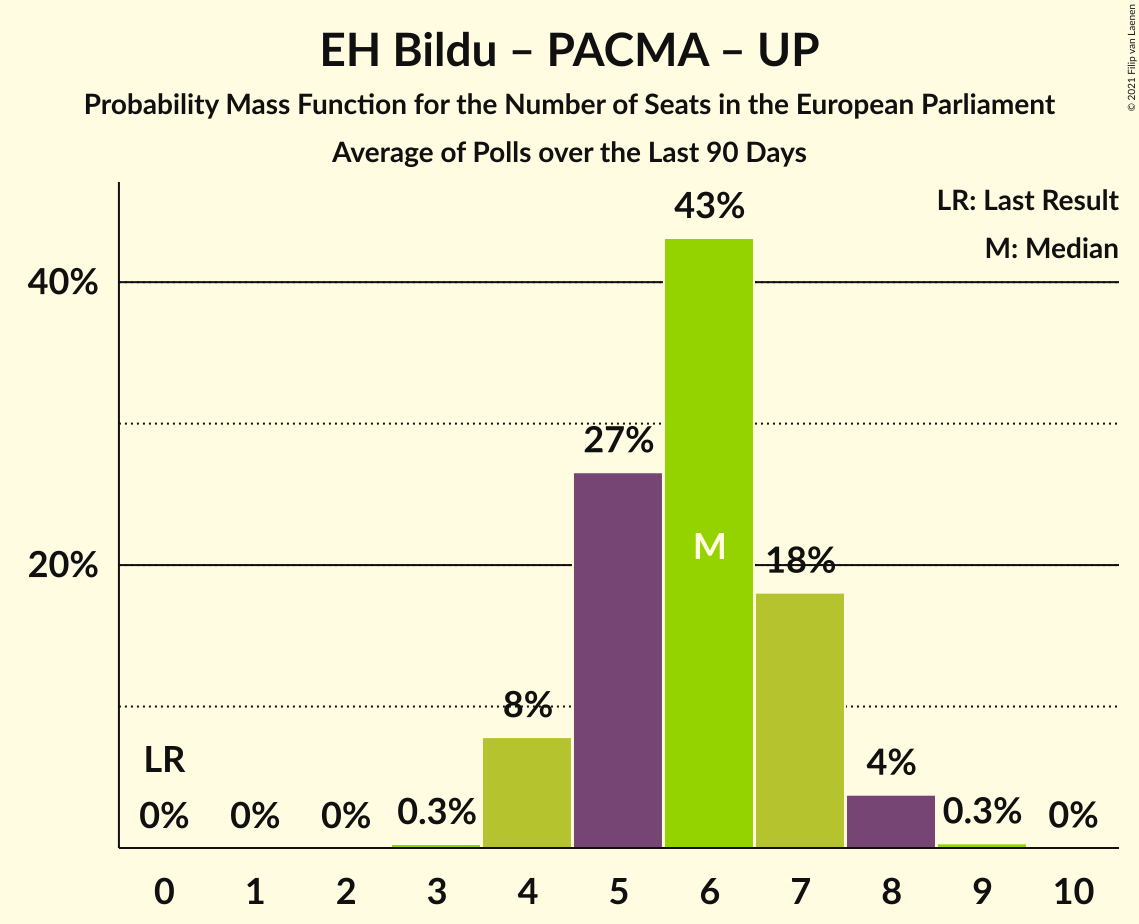 EH Bildu – PACMA – UP
Probability Mass Function for the Number of Seats in the European Parliament
Average of Polls over the Last 90 Days
© 2021 Filip van Laenen
LR: Last Result
M: Median
40%
20%
LR
0%
0%
0%
0.3%
8%
27%
43%
M
18%
4%
0.3%
0%
0 1 2 3 4 5 6 7 8 9 10